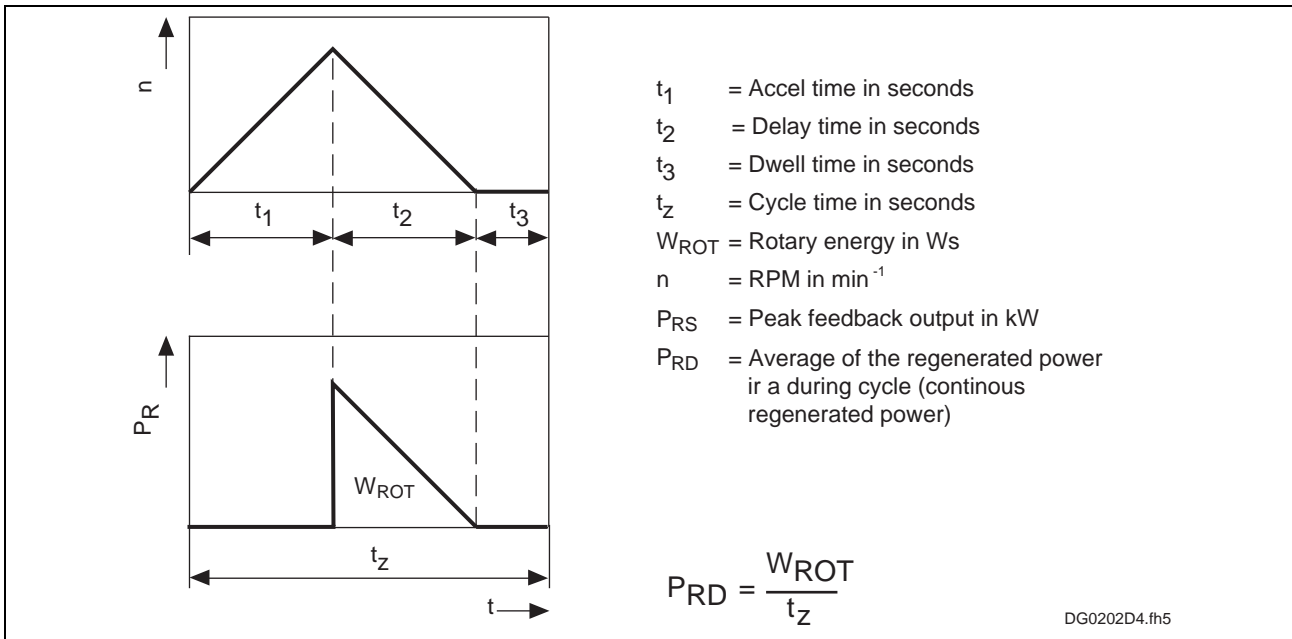 n
t1
t2
t3
PR
WROT
tz
t
t1 = Accel time in seconds
t2 = Delay time in seconds
t3 = Dwell time in seconds
tz = Cycle time in seconds
WROT = Rotary energy in Ws
n = RPM in min -1
PRS = Peak feedback output in kW
PRD = Average of the regenerated power
ir a during cycle (continous
regenerated power)
PRD = WROT / tz
DG0202D4.fh5